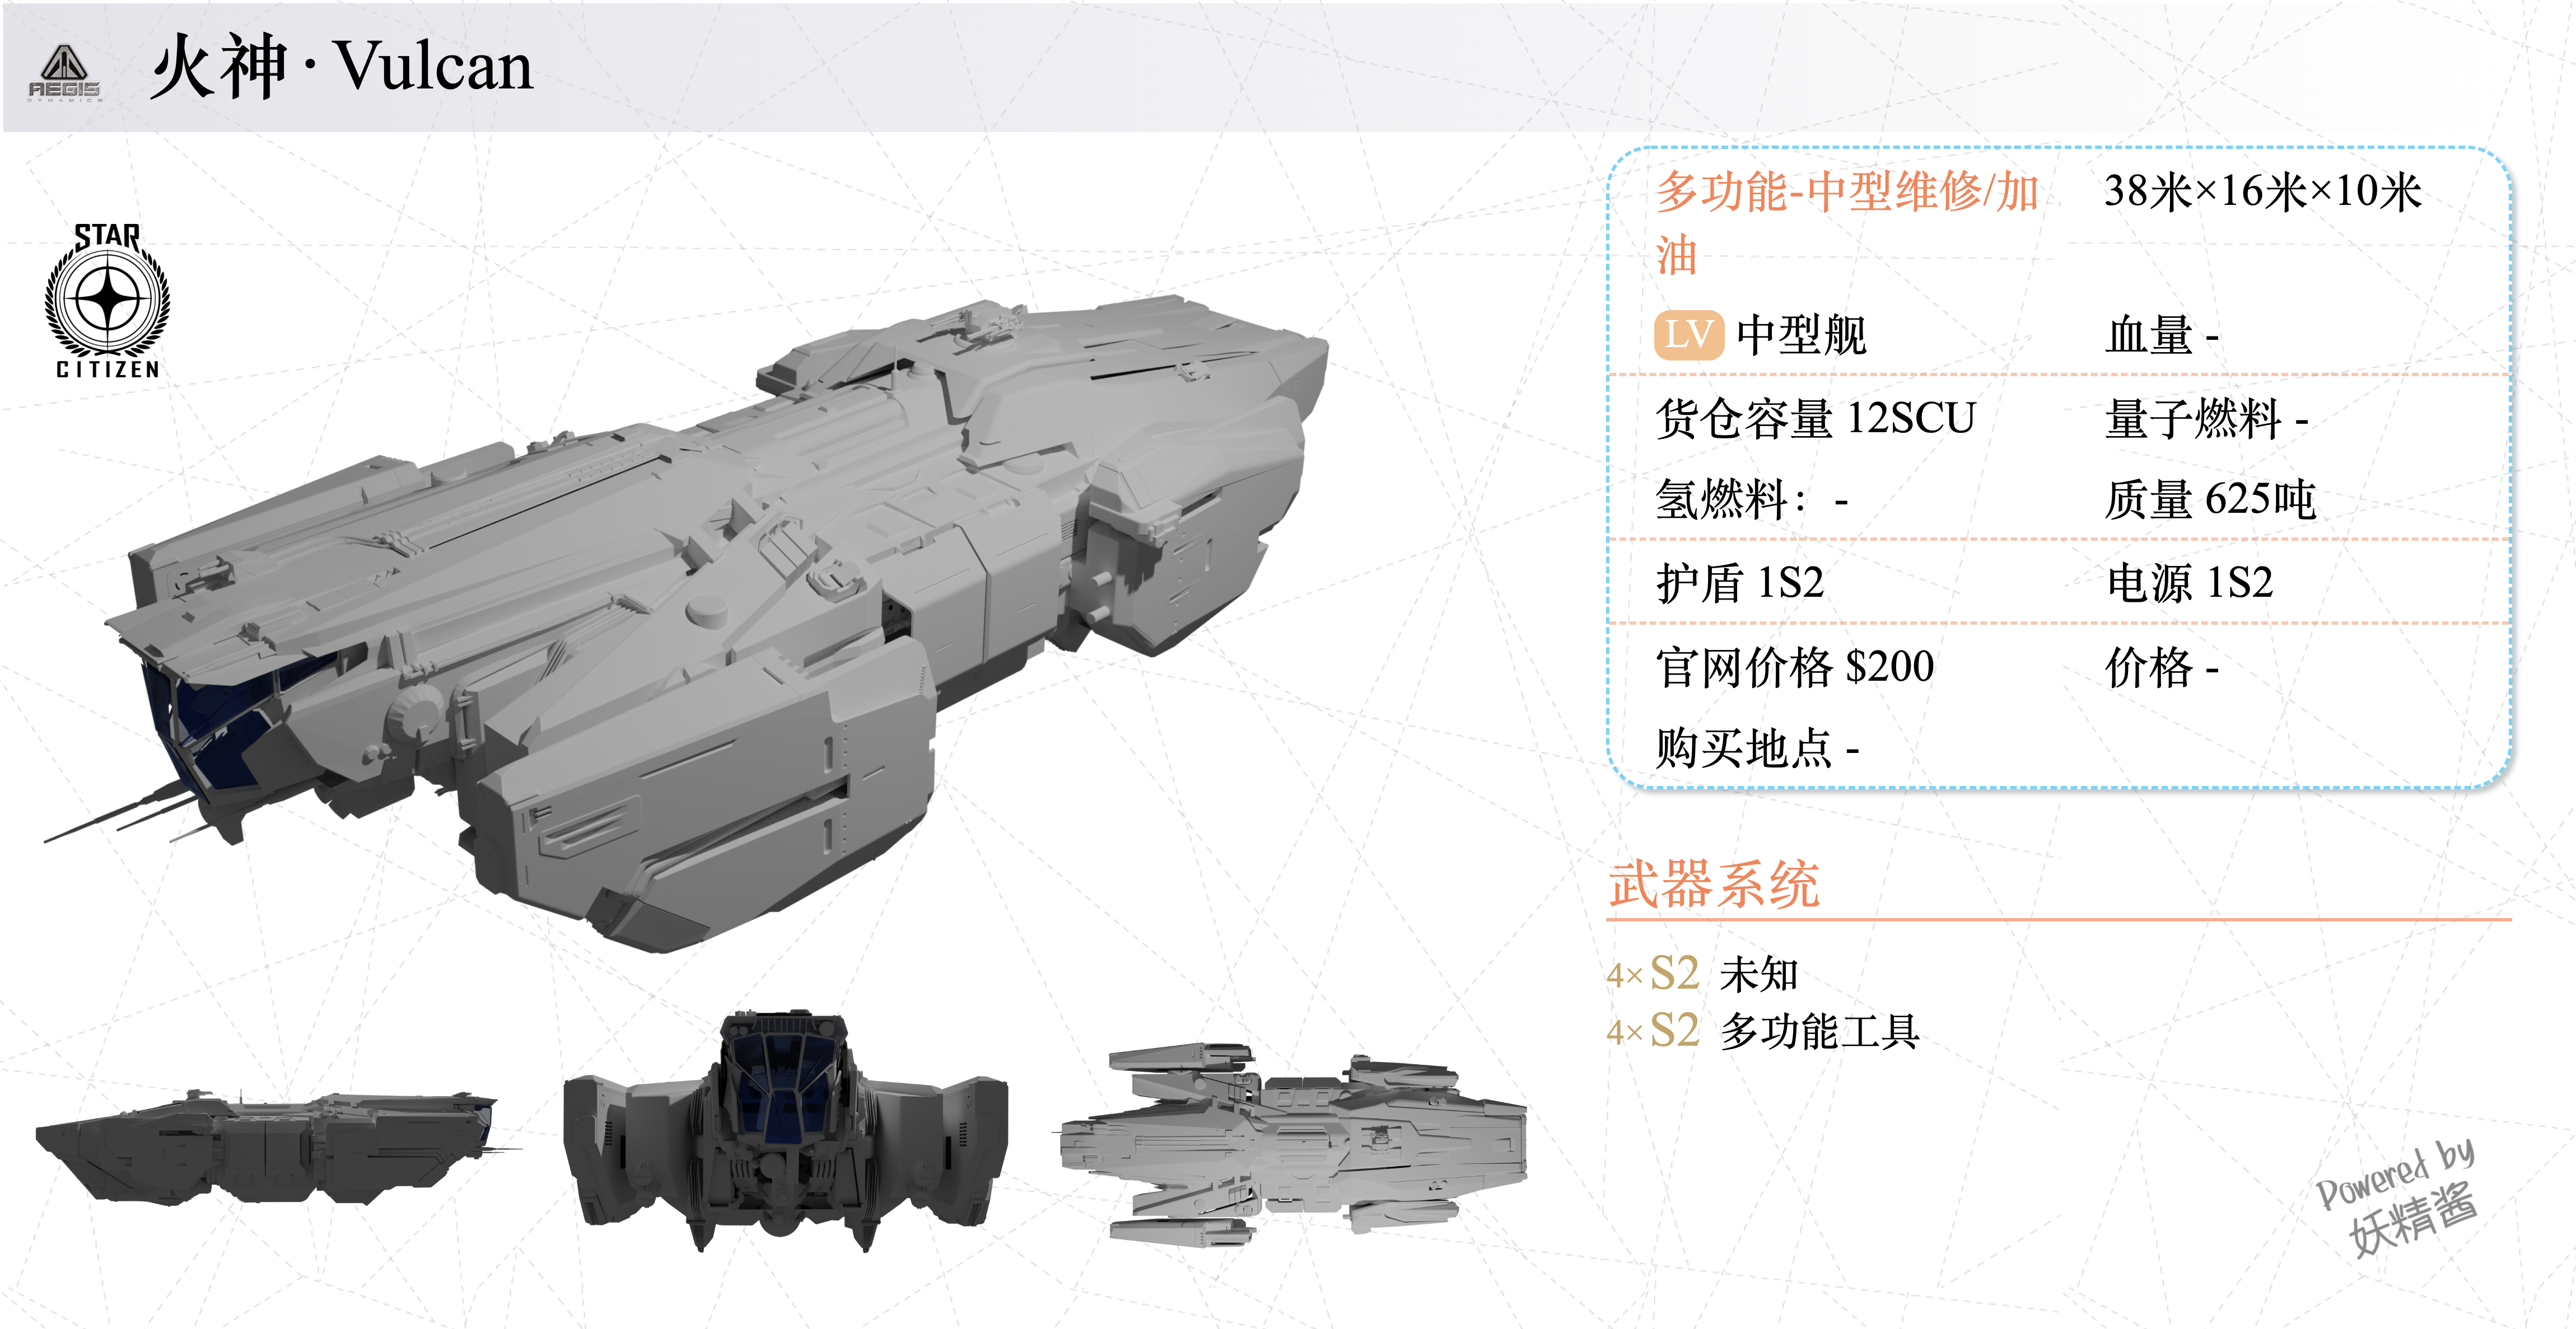 AEGIS
DYNAMICS
火神·Vulcan
STAR
CITIZEN
多功能-中型维修/加
油
38米×16米×10米
LV 中型舰
血量 -
货仓容量 12SCU
量子燃料 -
氢燃料： -
质量 625吨
护盾 1S2
电源 1S2
官网价格 $200
价格 -
购买地点 -
武器系统
4× S2 未知
4× S2 多功能工具
Powered by
妖精酱